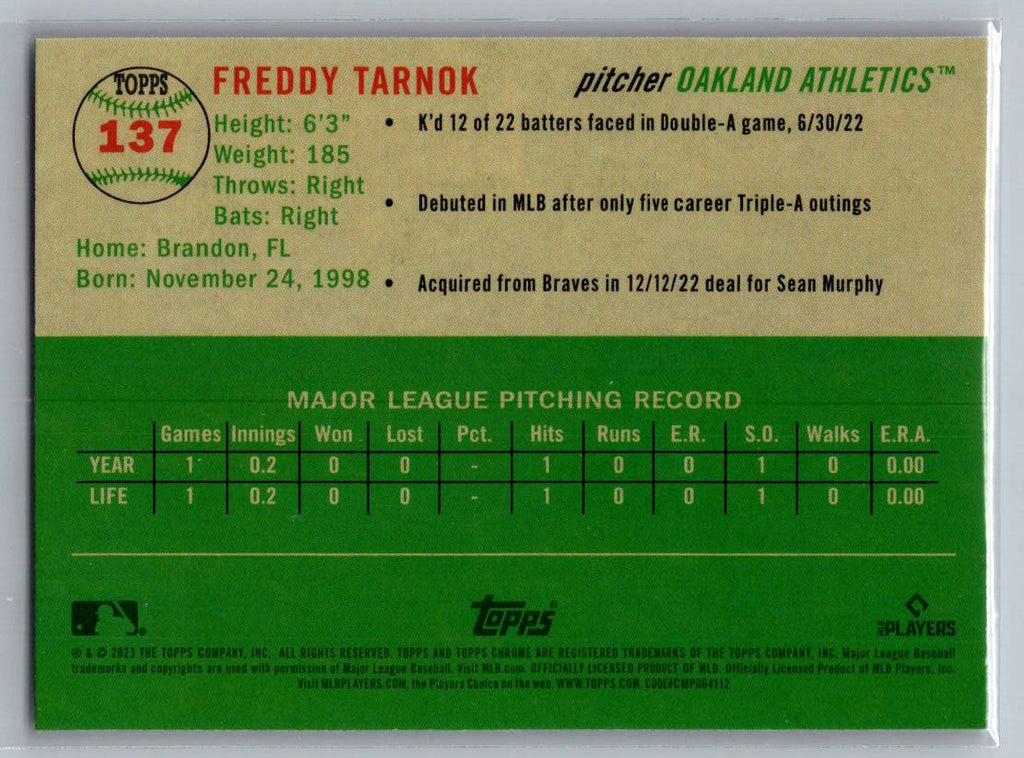 TOPPS
137
FREDDY TARNOK
pitcher OAKLAND ATHLETICS™
Height: 6'3"
Weight: 185
Throws: Right
Bats: Right
Home: Brandon, FL
Born: November 24, 1998
• K'd 12 of 22 batters faced in Double-A game, 6/30/22
• Debuted in MLB after only five career Triple-A outings
• Acquired from Braves in 12/12/22 deal for Sean Murphy
MAJOR LEAGUE PITCHING RECORD
Games Innings Won Lost Pct. Hits Runs E.R. S.O. Walks E.R.A.
YEAR 1 0.2 0 0 - 1 0 0 1 0 0.00
LIFE 1 0.2 0 0 - 1 0 0 1 0 0.00
Topps®
MLB PLAYERS
® & © 2023 THE TOPPS COMPANY, INC. ALL RIGHTS RESERVED. TOPPS AND TOPPS CHROME ARE REGISTERED TRADEMARKS OF THE TOPPS COMPANY, INC. Major League Baseball
trademarks and copyrights are used with permission of Major League Baseball. Visit MLB.com. OFFICIALLY LICENSED PRODUCT OF MLB. Officially Licensed Product of MLB Players, Inc.
Visit MLBPLAYERS.COM, the Players Choice on the web. WWW.TOPPS.COM. CODE#CMP064112